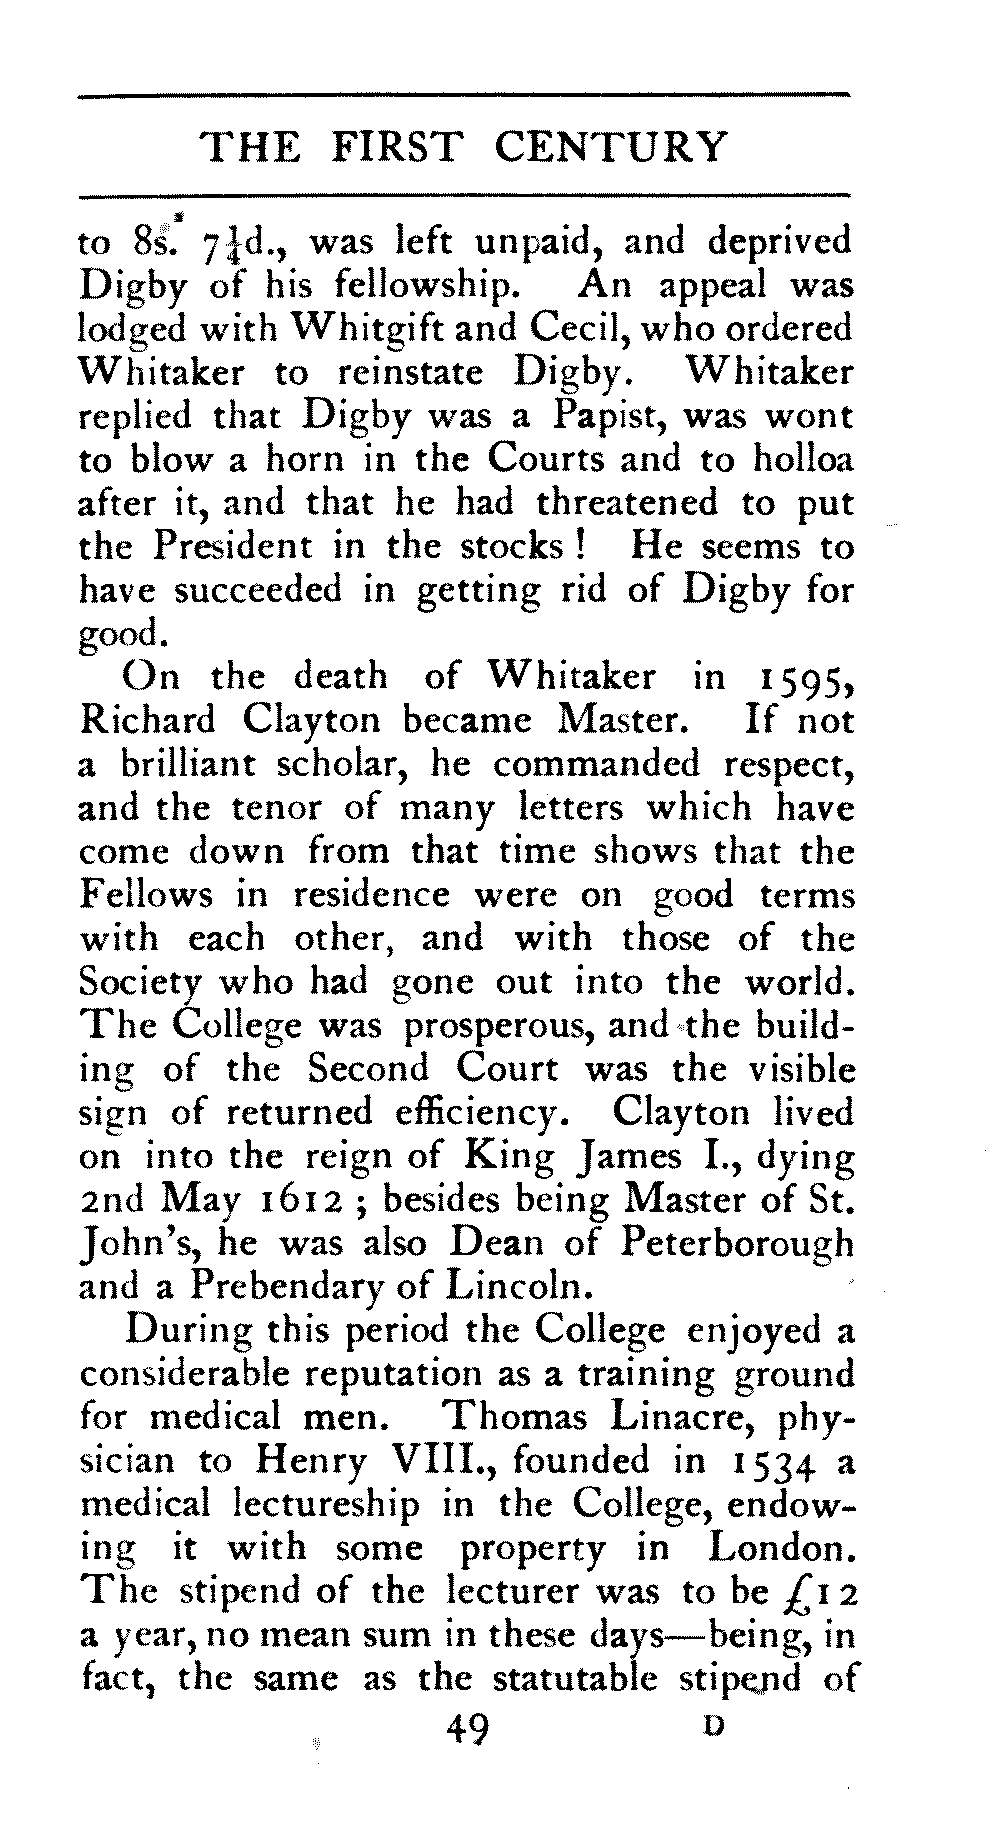 THE FIRST CENTURY
to 8s. 7¼d., was left unpaid, and deprived
Digby of his fellowship. An appeal was
lodged with Whitgift and Cecil, who ordered
Whitaker to reinstate Digby. Whitaker
replied that Digby was a Papist, was wont
to blow a horn in the Courts and to holloa
after it, and that he had threatened to put
the President in the stocks! He seems to
have succeeded in getting rid of Digby for
good.
On the death of Whitaker in 1595,
Richard Clayton became Master. If not
a brilliant scholar, he commanded respect,
and the tenor of many letters which have
come down from that time shows that the
Fellows in residence were on good terms
with each other, and with those of the
Society who had gone out into the world.
The College was prosperous, and the build-
ing of the Second Court was the visible
sign of returned efficiency. Clayton lived
on into the reign of King James I., dying
2nd May 1612; besides being Master of St.
John's, he was also Dean of Peterborough
and a Prebendary of Lincoln.
During this period the College enjoyed a
considerable reputation as a training ground
for medical men. Thomas Linacre, phy-
sician to Henry VIII., founded in 1534 a
medical lectureship in the College, endow-
ing it with some property in London.
The stipend of the lecturer was to be £12
a year, no mean sum in these days—being, in
fact, the same as the statutable stipend of
49 D